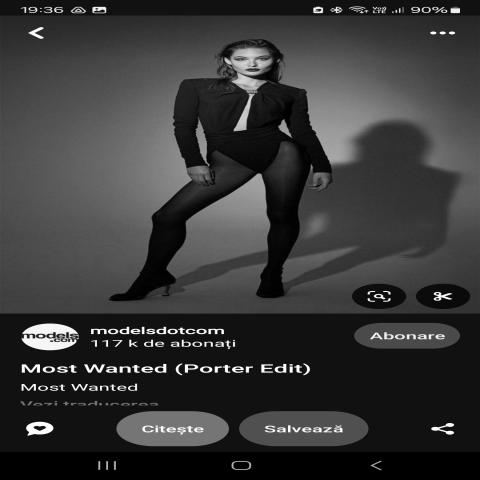 19:36
90%
models
.com
modelsdotcom
117 k de abonați
Abonare
Most Wanted (Porter Edit)
Most Wanted
Vezi traducerea
Citește
Salvează